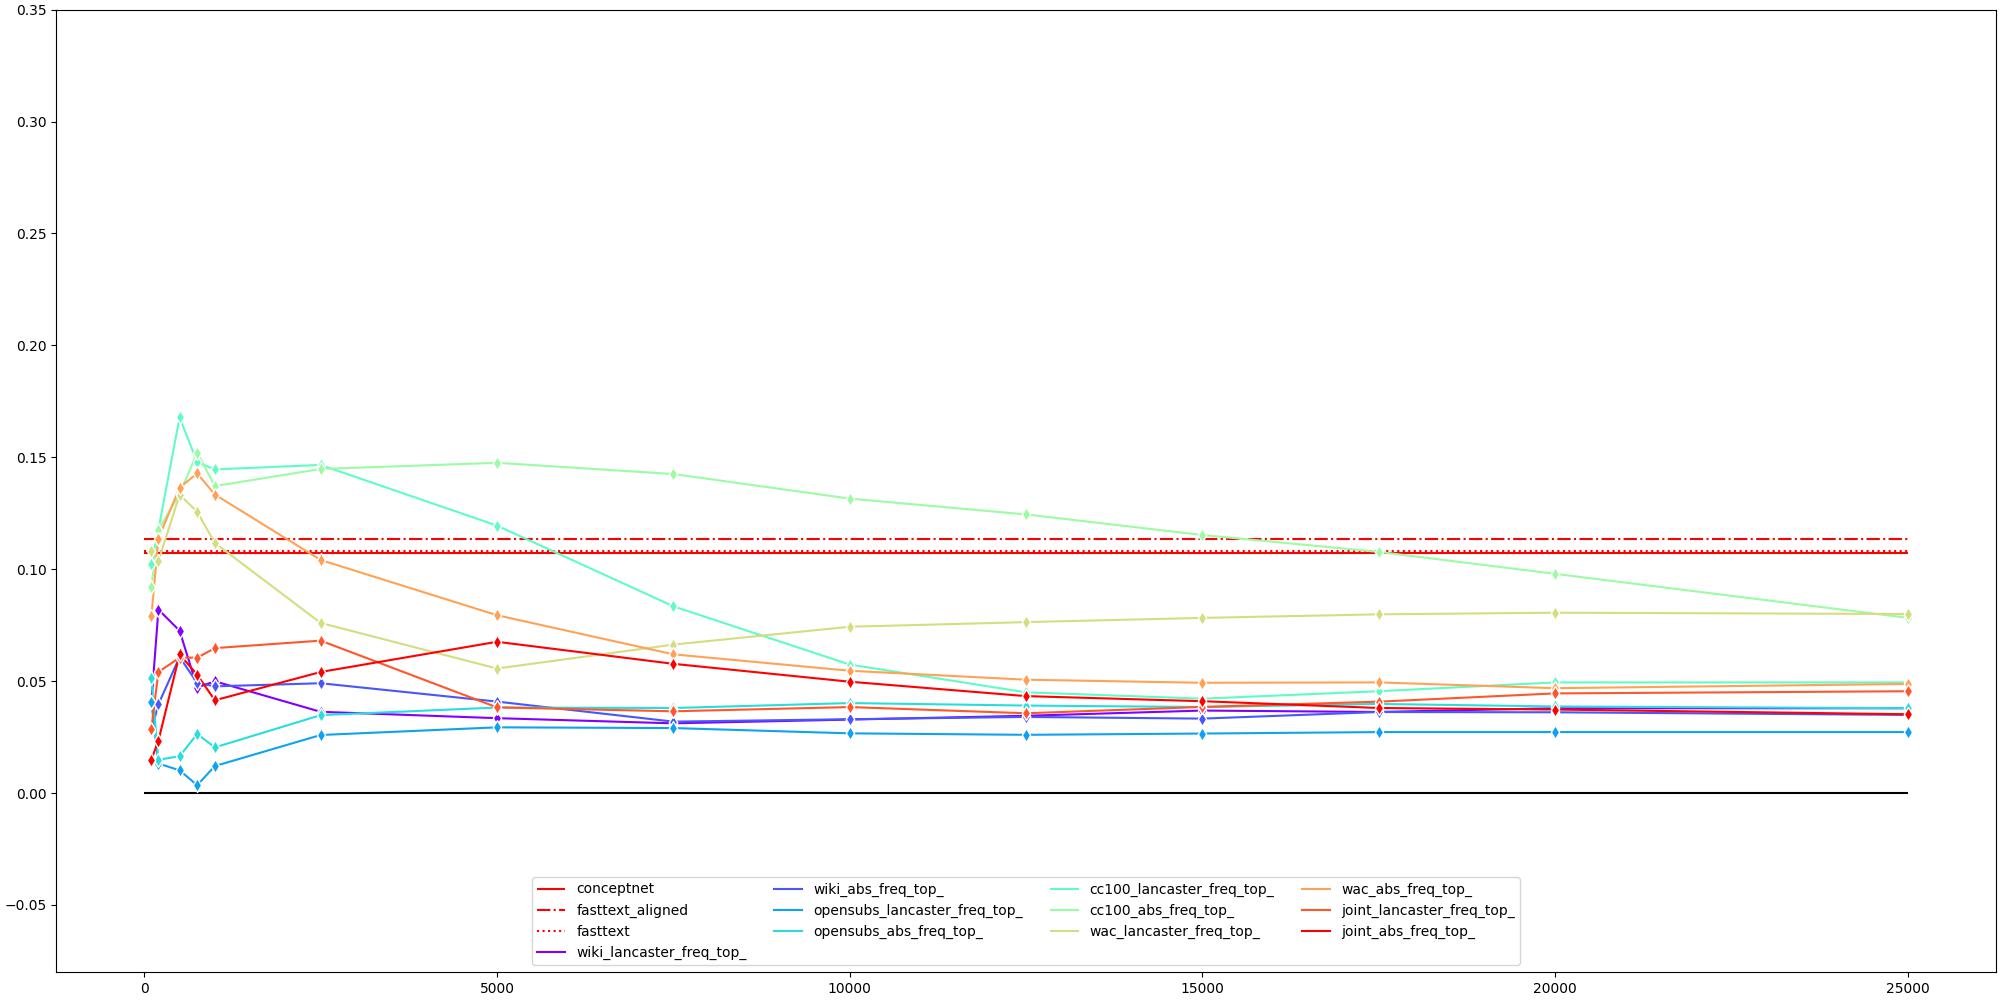 0.35
0.30
0.25
0.20
0.15
0.10
0.05
0.00
−0.05
conceptnet
fasttext_aligned
fasttext
wiki_lancaster_freq_top_
wiki_abs_freq_top_
opensubs_lancaster_freq_top_
opensubs_abs_freq_top_
cc100_lancaster_freq_top_
cc100_abs_freq_top_
wac_lancaster_freq_top_
wac_abs_freq_top_
joint_lancaster_freq_top_
joint_abs_freq_top_
0 5000 10000 15000 20000 25000